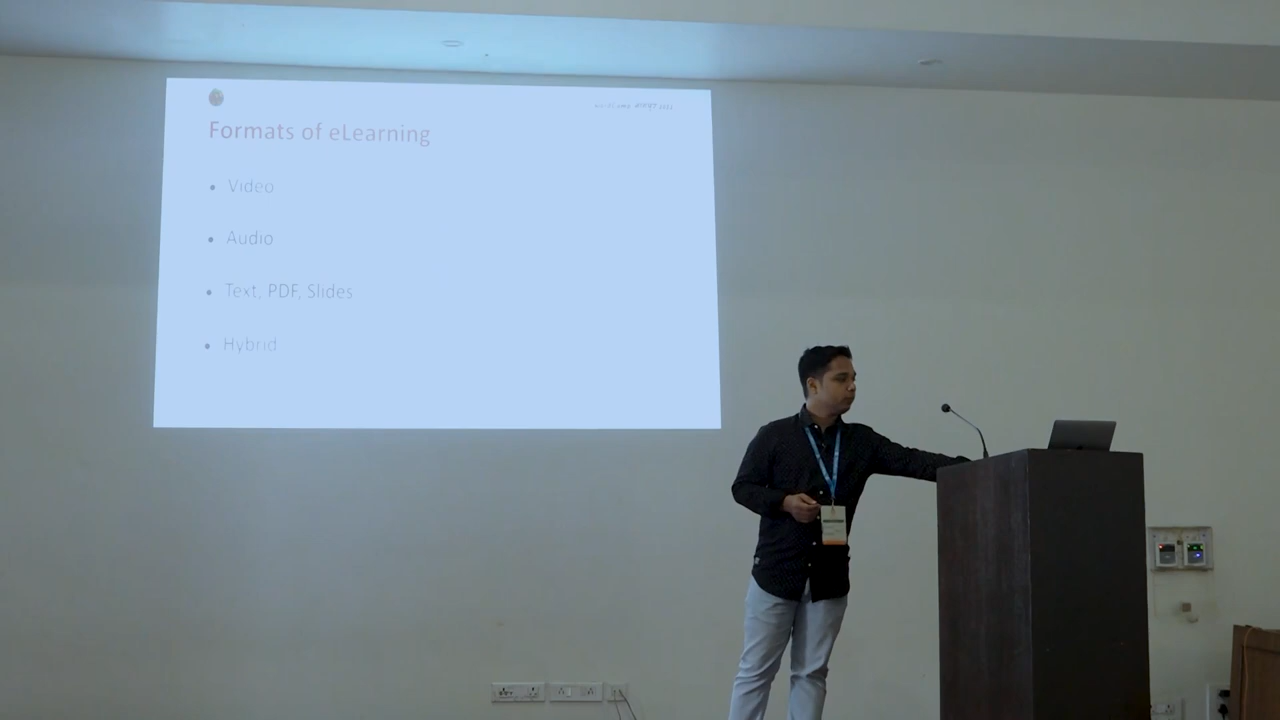 Formats of eLearning
• Video
• Audio
• Text, PDF, Slides
• Hybrid